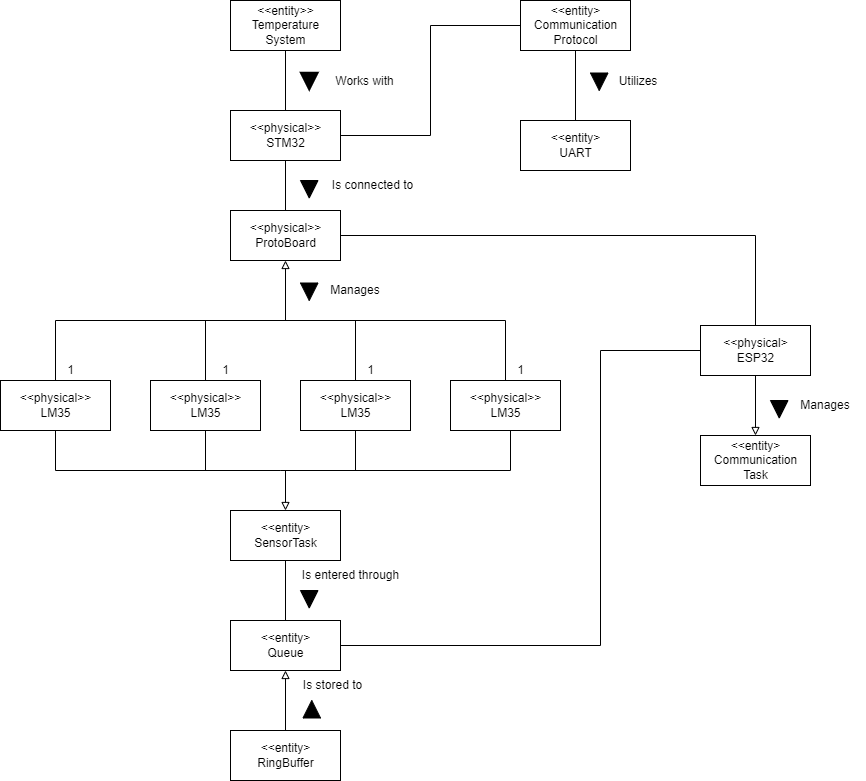 <<entity>>
Temperature
System
<<entity>
Communication
Protocol
Works with
Utilizes
<<physical>>
STM32
<<entity>
UART
Is connected to
<<physical>>
ProtoBoard
Manages
<<physical>
ESP32
1
1
1
1
<<physical>>
LM35
<<physical>>
LM35
<<physical>>
LM35
<<physical>>
LM35
Manages
<<entity>
Communication
Task
<<entity>
SensorTask
Is entered through
<<entity>
Queue
Is stored to
<<entity>
RingBuffer